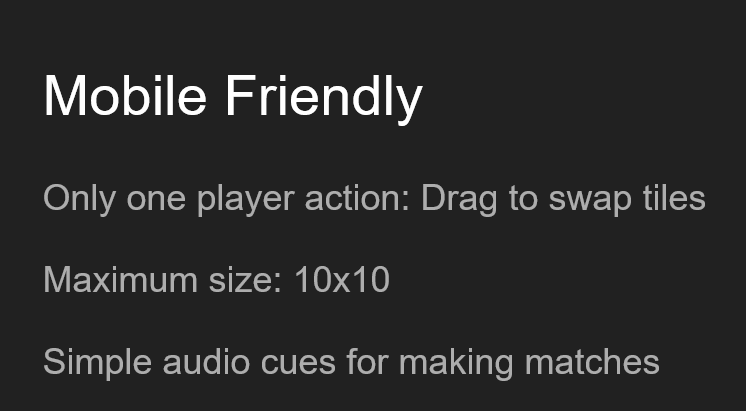 Mobile Friendly
Only one player action: Drag to swap tiles
Maximum size: 10x10
Simple audio cues for making matches